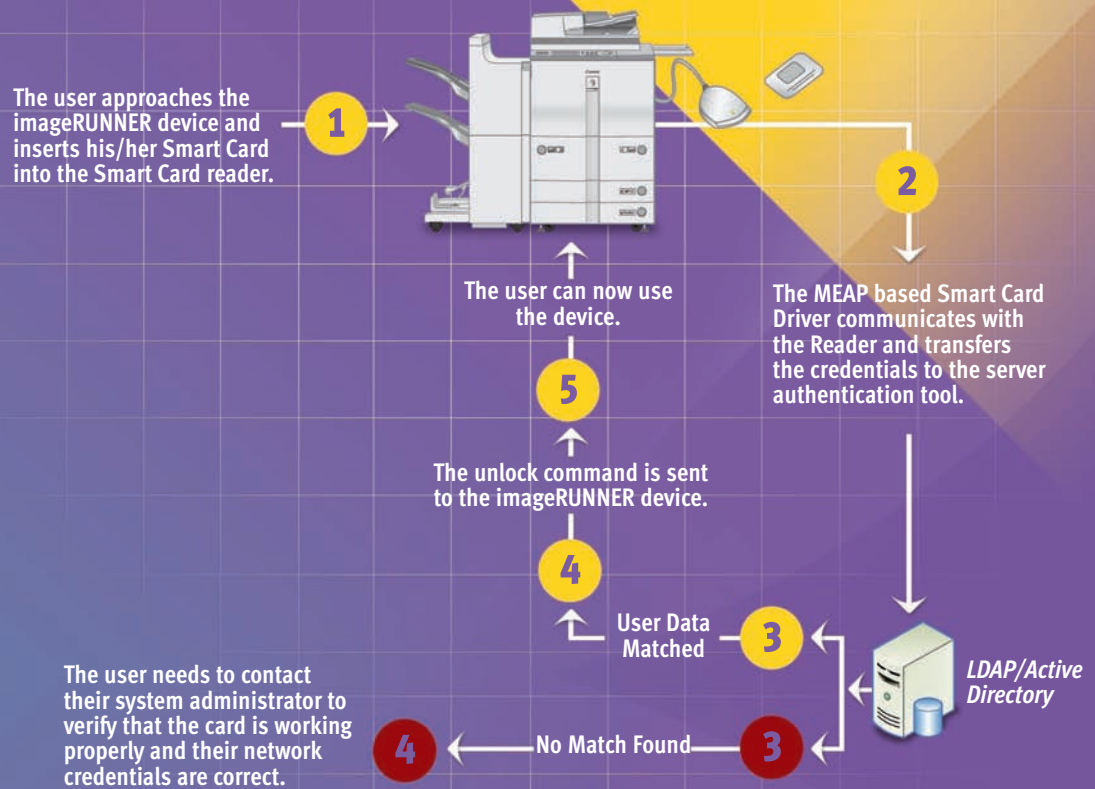 The user approaches the
imageRUNNER device and
inserts his/her Smart Card
into the Smart Card reader.
1
Canon
2
The MEAP based Smart Card
Driver communicates with
the Reader and transfers
the credentials to the server
authentication tool.
The user can now use
the device.
5
The unlock command is sent
to the imageRUNNER device.
4
User Data
Matched
3
LDAP/Active
Directory
The user needs to contact
their system administrator to
verify that the card is working
properly and their network
credentials are correct.
4
No Match Found
3